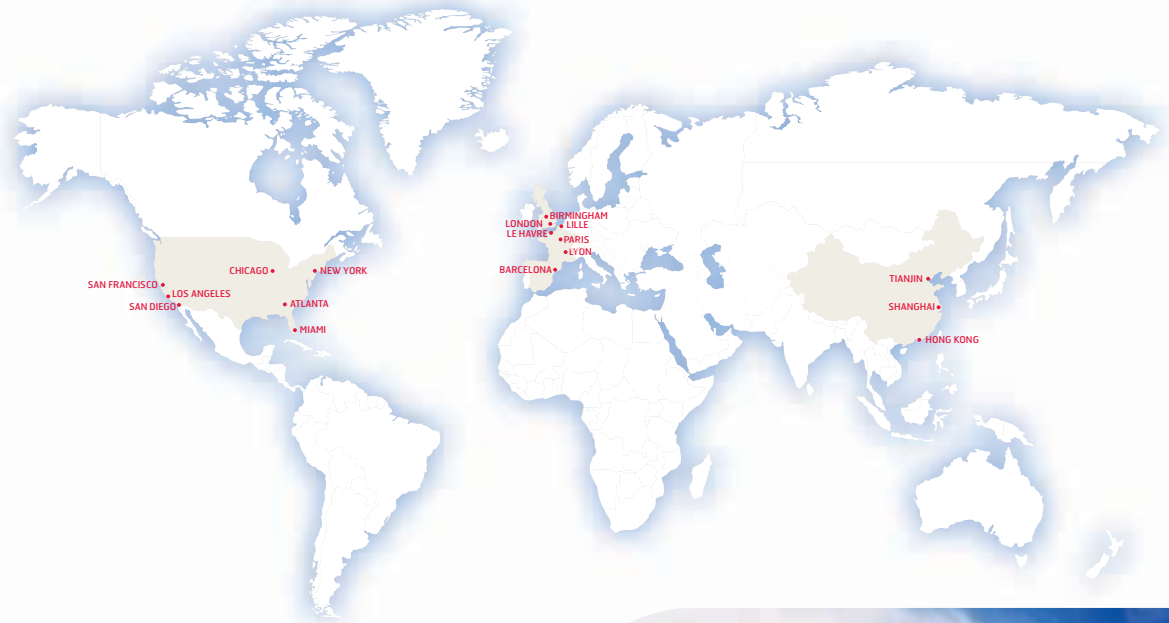 BIRMINGHAM
LONDON
LILLE
LE HAVRE
PARIS
LYON
BARCELONA
CHICAGO
NEW YORK
SAN FRANCISCO
LOS ANGELES
SAN DIEGO
ATLANTA
MIAMI
TIANJIN
SHANGHAI
HONG KONG